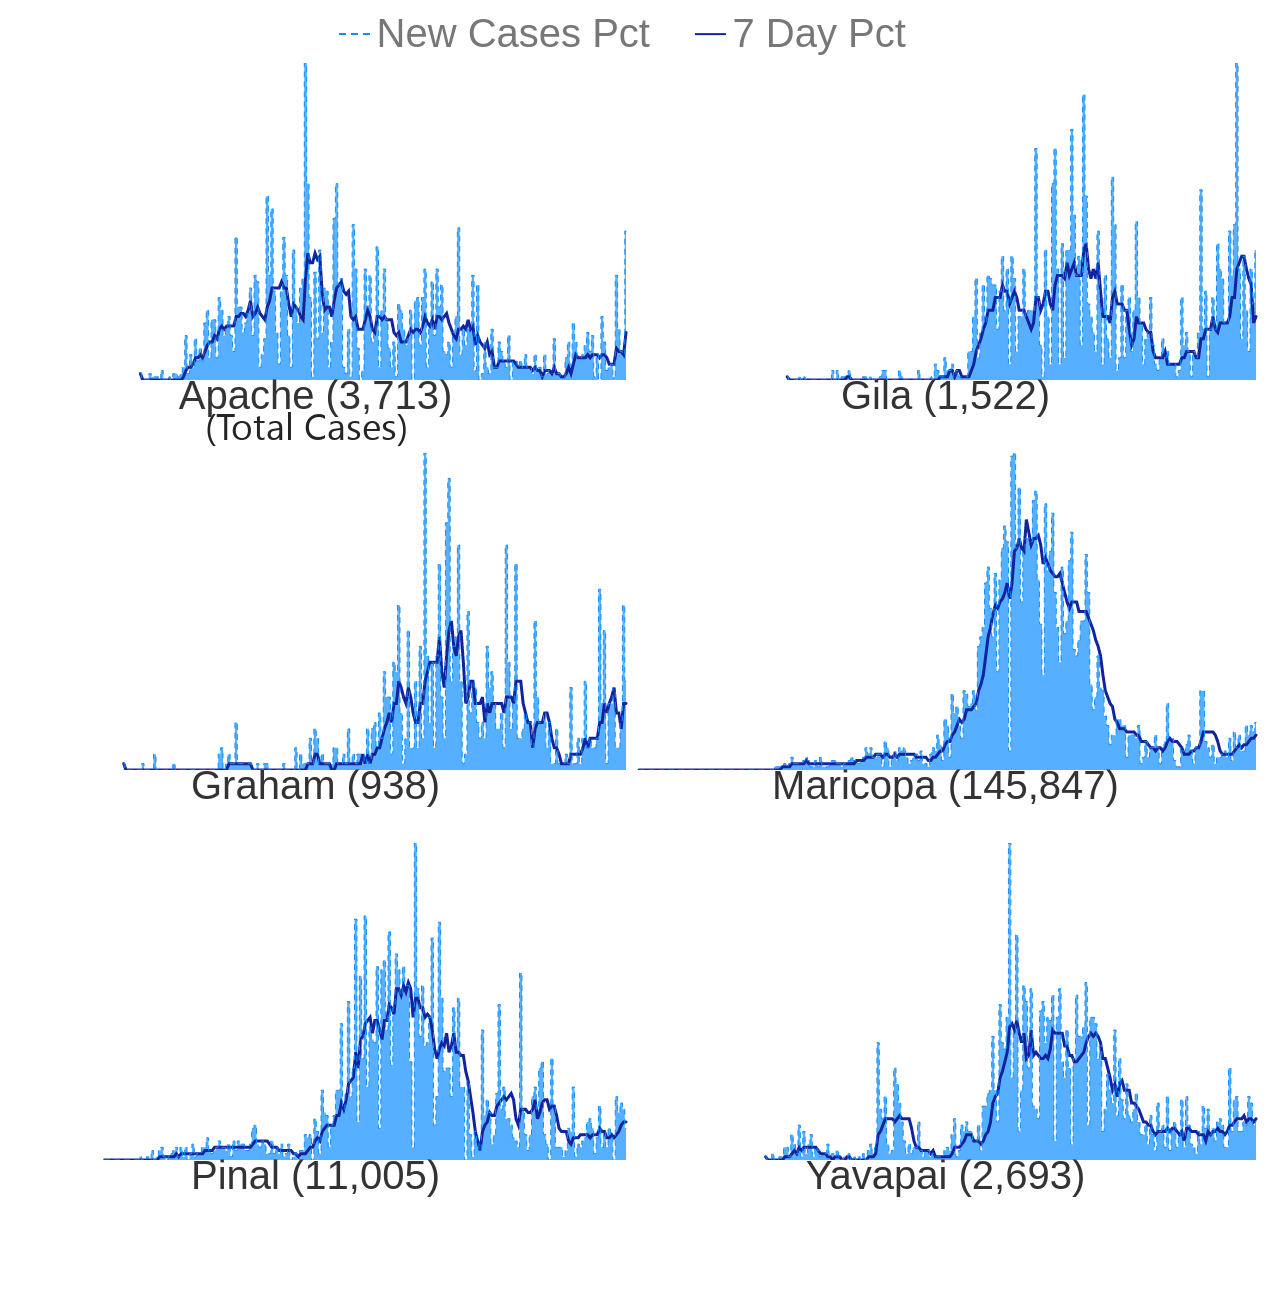 New Cases Pct 7 Day Pct
Apache (3,713) Gila (1,522)
(Total Cases)
Graham (938) Maricopa (145,847)
Pinal (11,005) Yavapai (2,693)